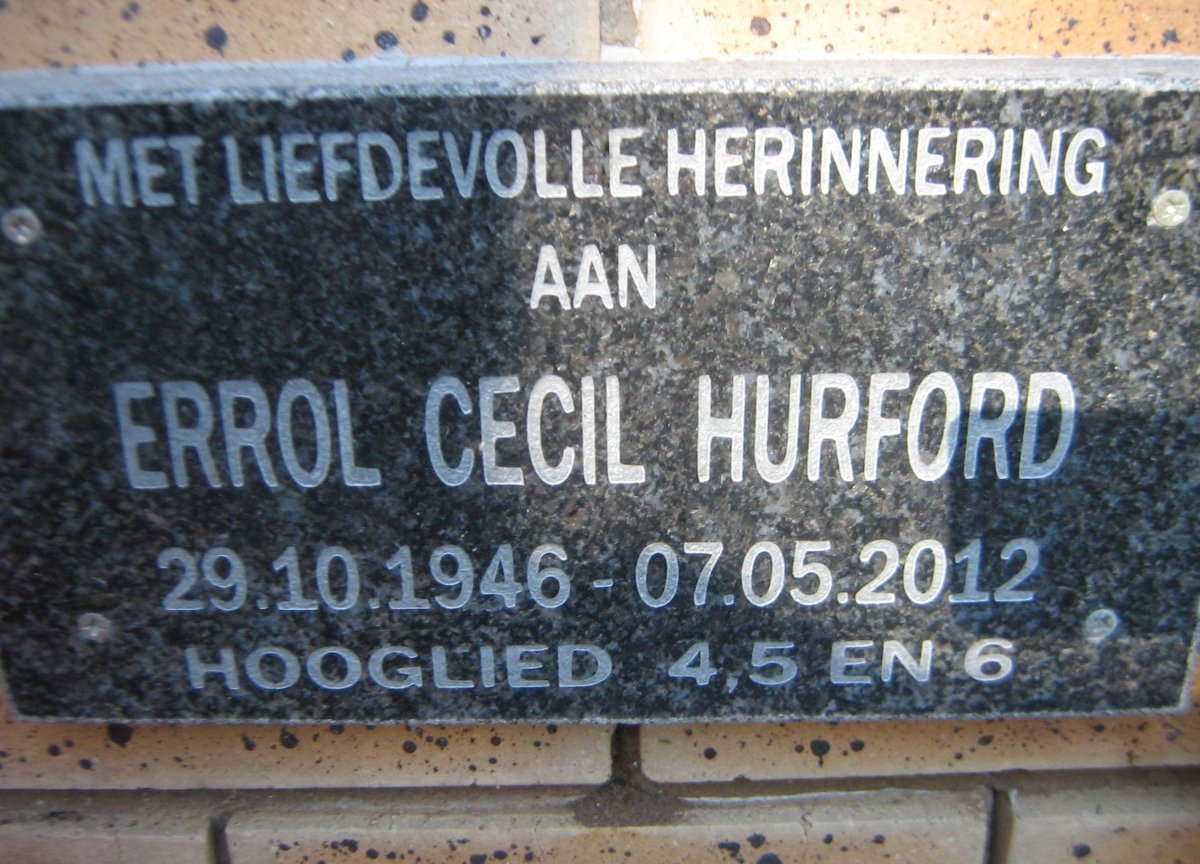 MET LIEFDEVOLLE HERINNERING
AAN
ERROL CECIL HURFORD
29.10.1946 - 07.05.2012
HOOGLIED 4,5 EN 6